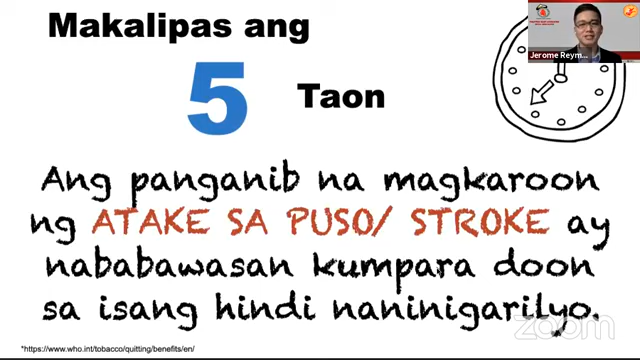 Makalipas ang
5 Taon
Jerome Reym...
Ang panganib na magkaroon
ng ATAKE SA PUSO/ STROKE ay
nababawasan kumpara doon
sa isang hindi naninigarilyo.
zoom
*https://www.who.int/tobacco/quitting/benefits/en/